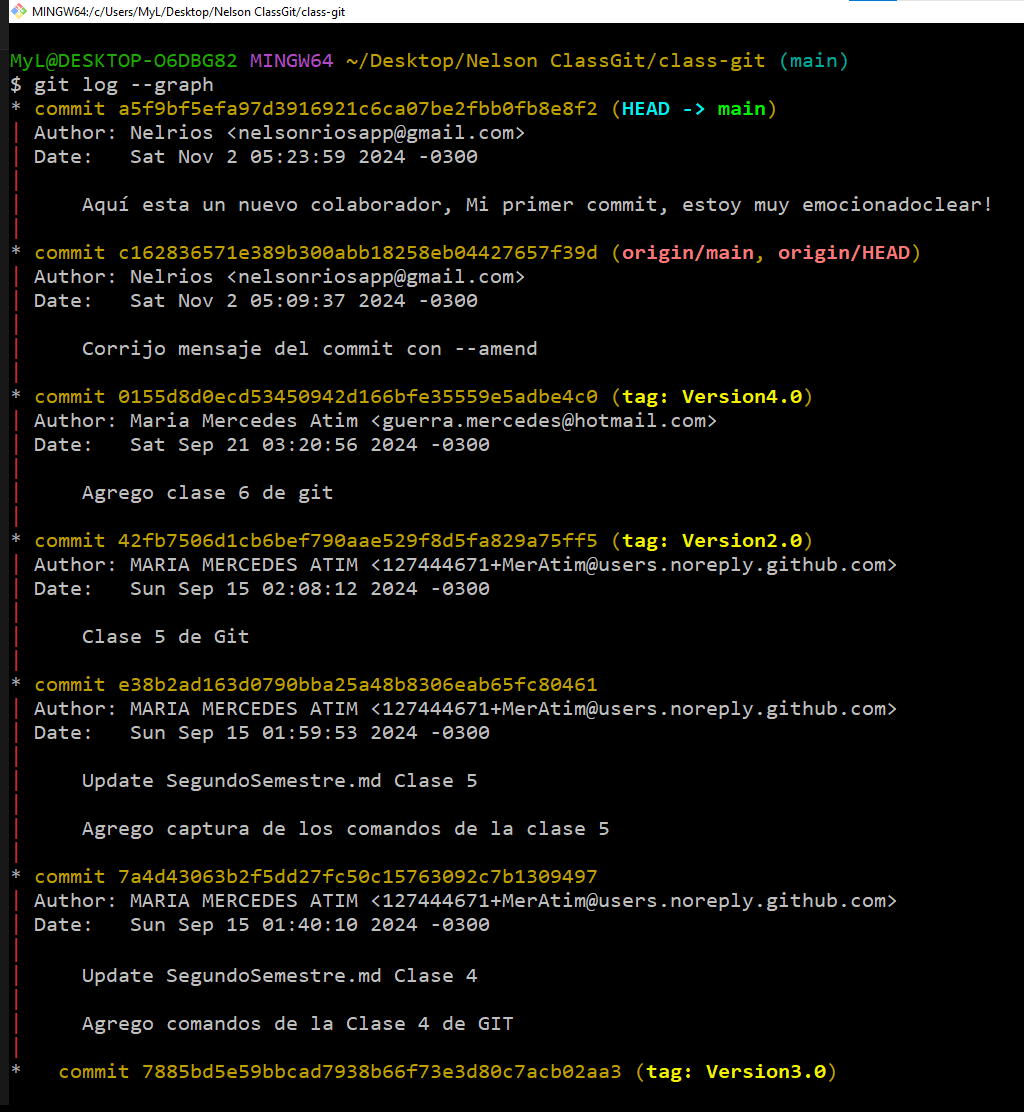 MINGW64:/c/Users/MyL/Desktop/Nelson ClassGit/class-git
MyL@DESKTOP-O6DBG82 MINGW64 ~/Desktop/Nelson ClassGit/class-git (main)
$ git log --graph
* commit a5f9bf5efa97d3916921c6ca07be2fbb0fb8e8f2 (HEAD -> main)
| Author: Nelrios <nelsonriosapp@gmail.com>
| Date:   Sat Nov 2 05:23:59 2024 -0300
|
|     Aquí esta un nuevo colaborador, Mi primer commit, estoy muy emocionadoclear!
|
* commit c162836571e389b300abb18258eb04427657f39d (origin/main, origin/HEAD)
| Author: Nelrios <nelsonriosapp@gmail.com>
| Date:   Sat Nov 2 05:09:37 2024 -0300
|
|     Corrijo mensaje del commit con --amend
|
* commit 0155d8d0ecd53450942d166bfe35559e5adbe4c0 (tag: Version4.0)
| Author: Maria Mercedes Atim <guerra.mercedes@hotmail.com>
| Date:   Sat Sep 21 03:20:56 2024 -0300
|
|     Agrego clase 6 de git
|
* commit 42fb7506d1cb6bef790aae529f8d5fa829a75ff5 (tag: Version2.0)
| Author: MARIA MERCEDES ATIM <127444671+MerAtim@users.noreply.github.com>
| Date:   Sun Sep 15 02:08:12 2024 -0300
|
|     Clase 5 de Git
|
* commit e38b2ad163d0790bba25a48b8306eab65fc80461
| Author: MARIA MERCEDES ATIM <127444671+MerAtim@users.noreply.github.com>
| Date:   Sun Sep 15 01:59:53 2024 -0300
|
|     Update SegundoSemestre.md Clase 5
|
|     Agrego captura de los comandos de la clase 5
|
* commit 7a4d43063b2f5dd27fc50c15763092c7b1309497
| Author: MARIA MERCEDES ATIM <127444671+MerAtim@users.noreply.github.com>
| Date:   Sun Sep 15 01:40:10 2024 -0300
|
|     Update SegundoSemestre.md Clase 4
|
|     Agrego comandos de la Clase 4 de GIT
|
*   commit 7885bd5e59bbcad7938b66f73e3d80c7acb02aa3 (tag: Version3.0)